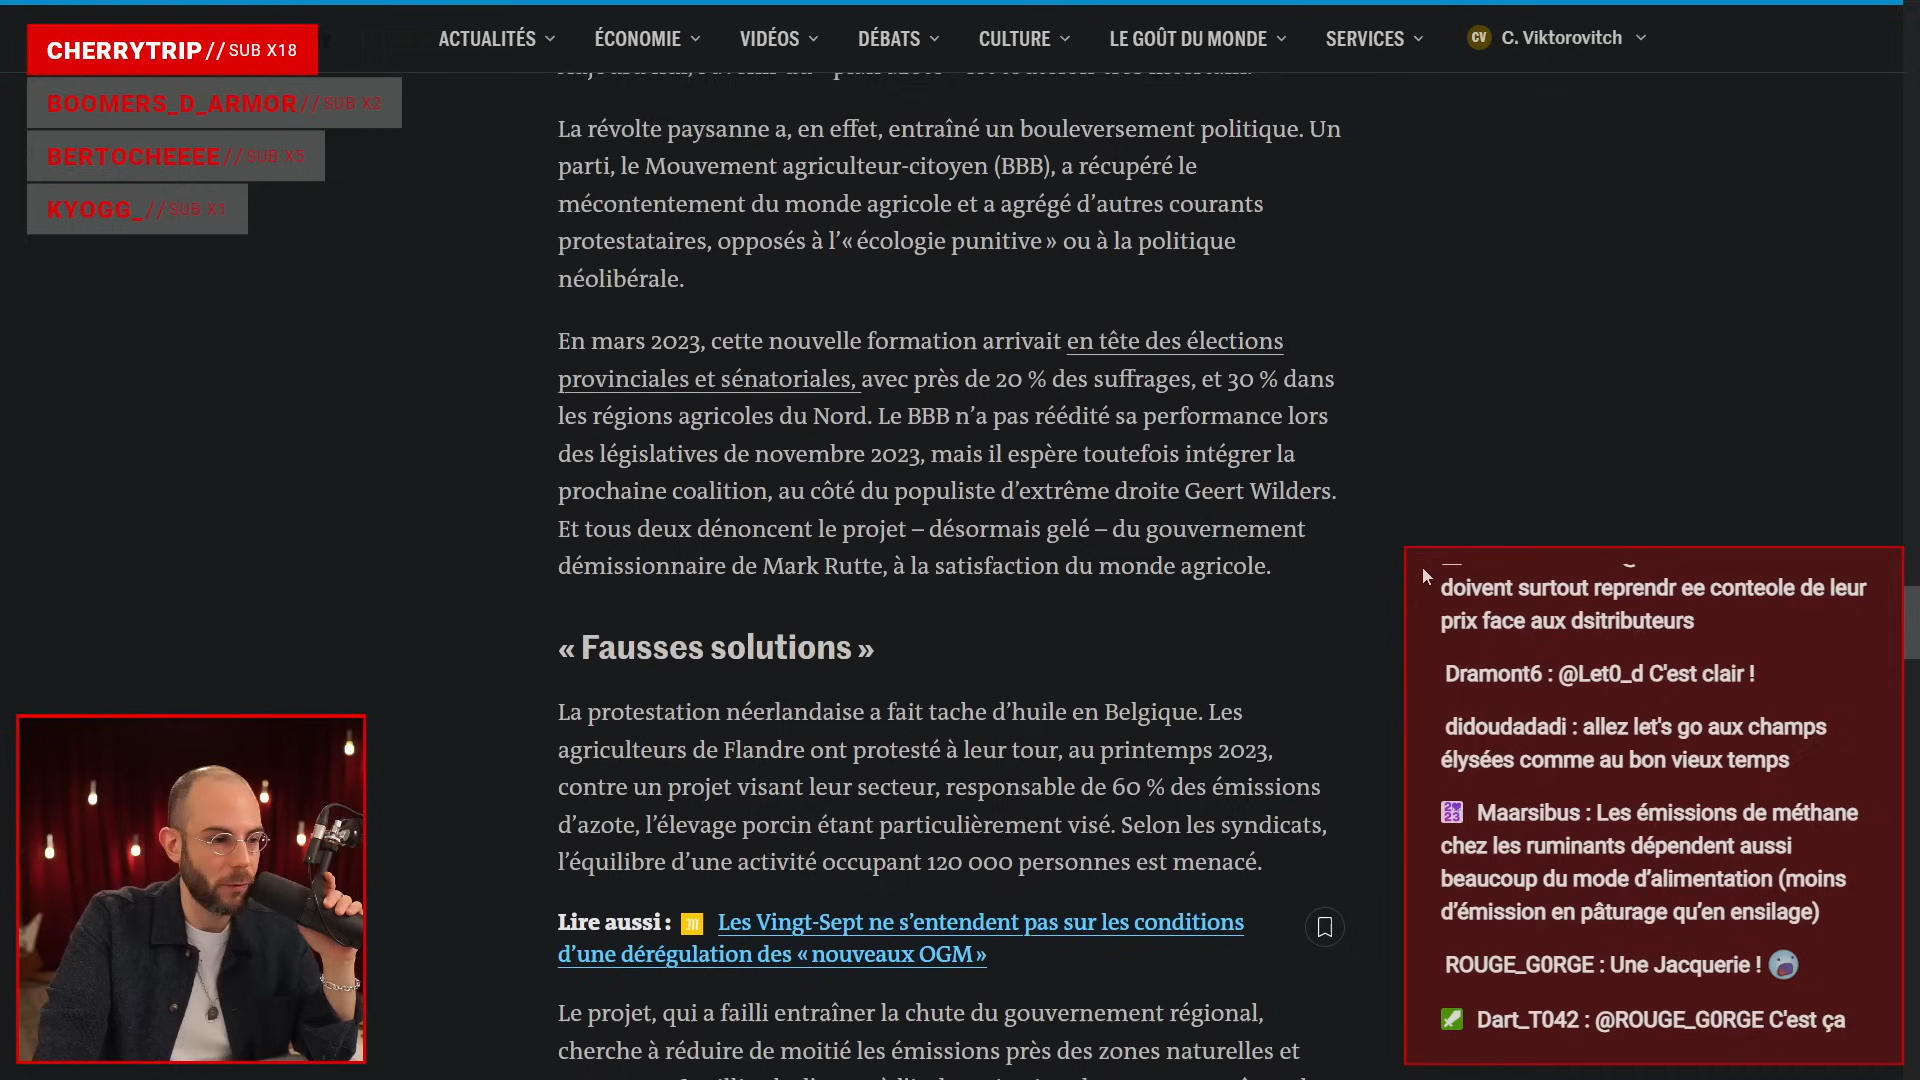 CHERRYTRIP // SUB X18
BOOMERS_D_ARMOR // SUB X2
BERTOCHEEEE // SUB X5
KYOGG_ // SUB X1
ACTUALITÉS
ÉCONOMIE
VIDÉOS
DÉBATS
CULTURE
LE GOÛT DU MONDE
SERVICES
CV C. Viktorovitch
La révolte paysanne a, en effet, entraîné un bouleversement politique. Un
parti, le Mouvement agriculteur-citoyen (BBB), a récupéré le
mécontentement du monde agricole et a agrégé d’autres courants
protestataires, opposés à l’« écologie punitive » ou à la politique
néolibérale.
En mars 2023, cette nouvelle formation arrivait en tête des élections
provinciales et sénatoriales, avec près de 20 % des suffrages, et 30 % dans
les régions agricoles du Nord. Le BBB n’a pas réédité sa performance lors
des législatives de novembre 2023, mais il espère toutefois intégrer la
prochaine coalition, au côté du populiste d’extrême droite Geert Wilders.
Et tous deux dénoncent le projet – désormais gelé – du gouvernement
démissionnaire de Mark Rutte, à la satisfaction du monde agricole.
« Fausses solutions »
La protestation néerlandaise a fait tache d’huile en Belgique. Les
agriculteurs de Flandre ont protesté à leur tour, au printemps 2023,
contre un projet visant leur secteur, responsable de 60 % des émissions
d’azote, l’élevage porcin étant particulièrement visé. Selon les syndicats,
l’équilibre d’une activité occupant 120 000 personnes est menacé.
Lire aussi : Les Vingt-Sept ne s’entendent pas sur les conditions
d’une dérégulation des « nouveaux OGM »
Le projet, qui a failli entraîner la chute du gouvernement régional,
cherche à réduire de moitié les émissions près des zones naturelles et
doivent surtout reprendr ee conteole de leur
prix face aux dsitributeurs
Dramont6 : @Let0_d C'est clair !
didoudadadi : allez let's go aux champs
élysées comme au bon vieux temps
Maarsibus : Les émissions de méthane
chez les ruminants dépendent aussi
beaucoup du mode d’alimentation (moins
d’émission en pâturage qu’en ensilage)
ROUGE_G0RGE : Une Jacquerie !
Dart_T042 : @ROUGE_G0RGE C'est ça